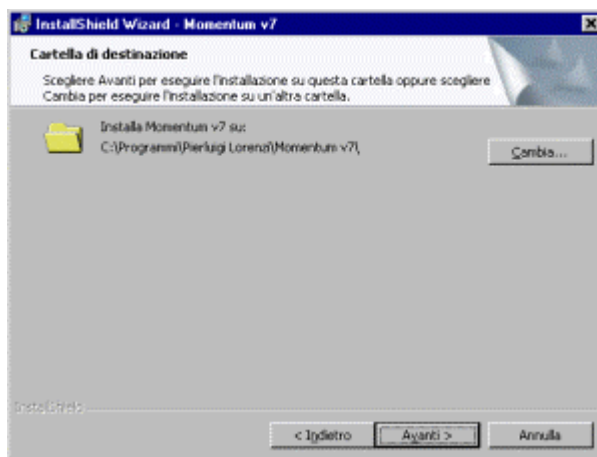 InstallShield Wizard - Momentum v7
Cartella di destinazione
Scegliere Avanti per eseguire l'installazione su questa cartella oppure scegliere
Cambia per eseguire l'installazione su un'altra cartella.
Installa Momentum v7 su:
C:\Programmi\Pierluigi Lorenzi\Momentum v7\
Cambia...
InstallShield
< Indietro
Avanti >
Annulla